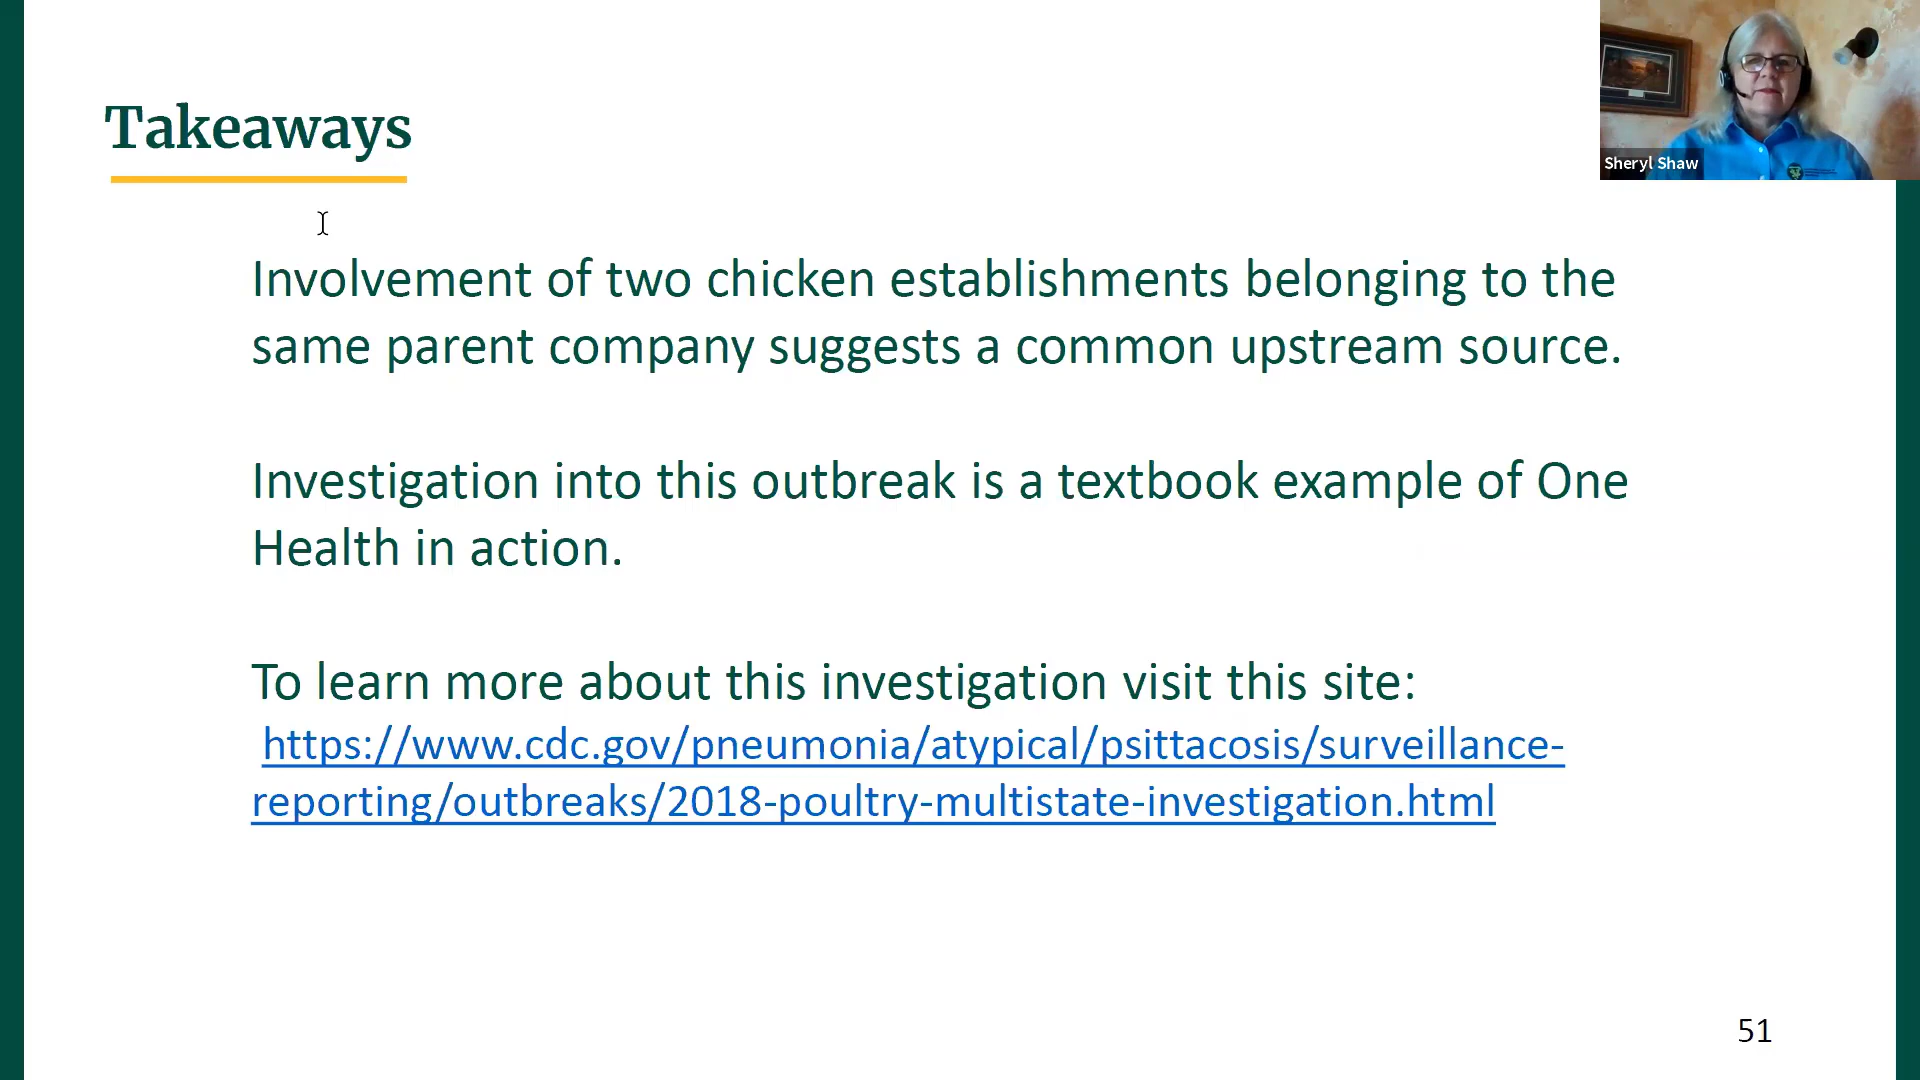 Takeaways
Sheryl Shaw
Involvement of two chicken establishments belonging to the
same parent company suggests a common upstream source.
Investigation into this outbreak is a textbook example of One
Health in action.
To learn more about this investigation visit this site:
https://www.cdc.gov/pneumonia/atypical/psittacosis/surveillance-
reporting/outbreaks/2018-poultry-multistate-investigation.html
51